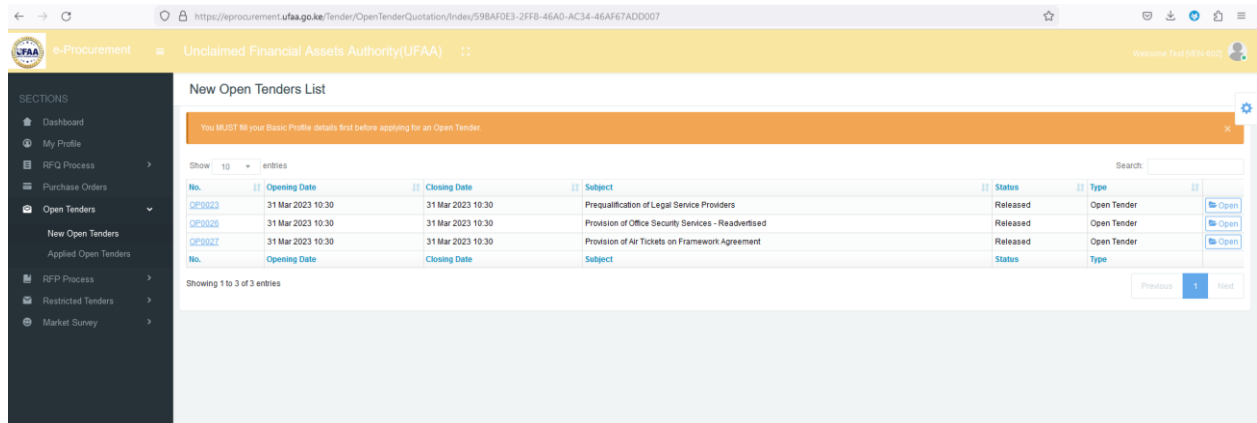 https://eprocurement.ufaa.go.ke/Tender/OpenTenderQuotation/Index/59BAF0E3-2FFB-46A0-AC34-46AF67ADD007
UFAA e-Procurement Unclaimed Financial Assets Authority(UFAA)
SECTIONS
Dashboard
My Profile
RFQ Process
Purchase Orders
Open Tenders
New Open Tenders
Applied Open Tenders
RFP Process
Restricted Tenders
Market Survey
New Open Tenders List
You MUST fill your Basic Profile details first before applying for an Open Tender.
Show 10 entries Search:
No. Opening Date Closing Date Subject Status Type
OP0023 31 Mar 2023 10:30 31 Mar 2023 10:30 Prequalification of Legal Service Providers Released Open Tender Open
OP0026 31 Mar 2023 10:30 31 Mar 2023 10:30 Provision of Office Security Services - Readvertised Released Open Tender Open
OP0027 31 Mar 2023 10:30 31 Mar 2023 10:30 Provision of Air Tickets on Framework Agreement Released Open Tender Open
No. Opening Date Closing Date Subject Status Type
Showing 1 to 3 of 3 entries Previous 1 Next